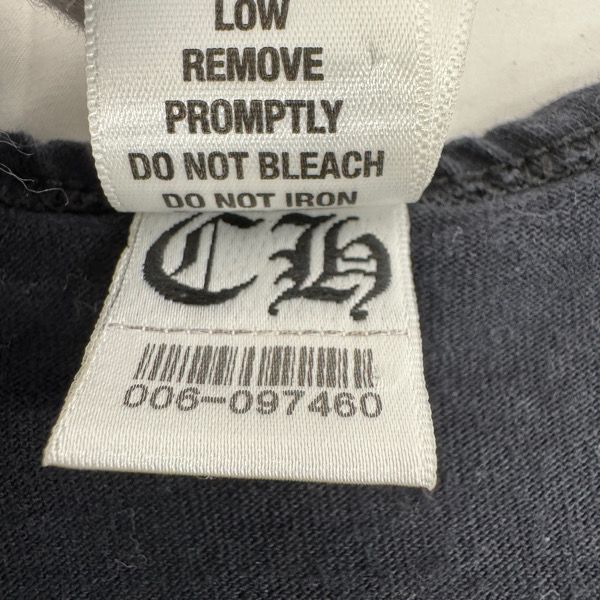 LOW
REMOVE
PROMPTLY
DO NOT BLEACH
DO NOT IRON
CH
006-097460